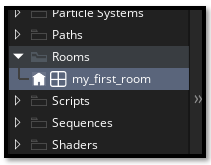 Particle Systems
Paths
Rooms
my_first_room
Scripts
Sequences
Shaders